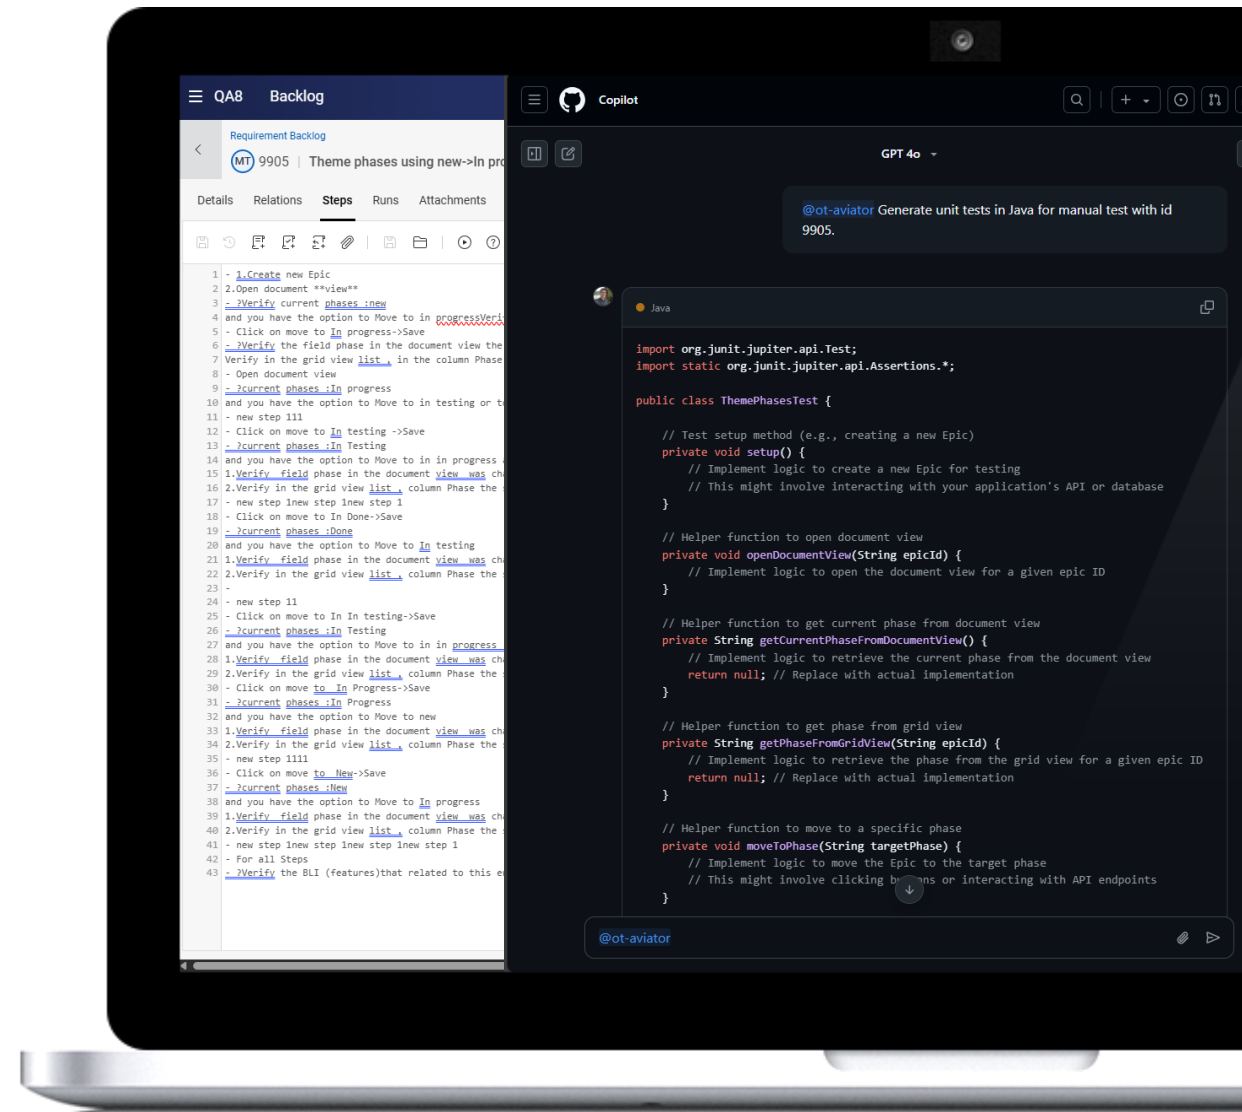 QA8 Backlog
Requirement Backlog
MT 9905 | Theme phases using new->In pro
Details Relations Steps Runs Attachments
1 - 1.Create new Epic
2 2.Open document **view**
3 - ?Verify current phases :new
4 and you have the option to Move to in progressVeri
5 - Click on move to In progress->Save
6 - ?Verify the field phase in the document view the
7 Verify in the grid view list , in the column Phase
8 - Open document view
9 - ?current phases :In progress
10 and you have the option to Move to in testing or t
11 - new step 111
12 - Click on move to In testing ->Save
13 - ?current phases :In Testing
14 and you have the option to Move to in in progress
15 1.Verify  field phase in the document view  was ch
16 2.Verify in the grid view list , column Phase the
17 - new step 1new step 1new step 1
18 - Click on move to In Done->Save
19 - ?current phases :Done
20 and you have the option to Move to In testing
21 1.Verify  field phase in the document view  was ch
22 2.Verify in the grid view list , column Phase the
23 -
24 - new step 11
25 - Click on move to In In testing->Save
26 - ?current phases :In Testing
27 and you have the option to Move to in in progress
28 1.Verify  field phase in the document view  was ch
29 2.Verify in the grid view list , column Phase the
30 - Click on move to  In Progress->Save
31 - ?current phases :In Progress
32 and you have the option to Move to new
33 1.Verify  field phase in the document view  was ch
34 2.Verify in the grid view list , column Phase the
35 - new step 1111
36 - Click on move to  New->Save
37 - ?current phases :New
38 and you have the option to Move to In progress
39 1.Verify  field phase in the document view  was ch
40 2.Verify in the grid view list , column Phase the
41 - new step 1new step 1new step 1new step 1
42 - For all Steps
43 - ?Verify the BLI (features)that related to this e
Copilot
GPT 4o
@ot-aviator Generate unit tests in Java for manual test with id
9905.
Java
import org.junit.jupiter.api.Test;
import static org.junit.jupiter.api.Assertions.*;
public class ThemePhasesTest {
// Test setup method (e.g., creating a new Epic)
private void setup() {
// Implement logic to create a new Epic for testing
// This might involve interacting with your application's API or database
}
// Helper function to open document view
private void openDocumentView(String epicId) {
// Implement logic to open the document view for a given epic ID
}
// Helper function to get current phase from document view
private String getCurrentPhaseFromDocumentView() {
// Implement logic to retrieve the current phase from the document view
return null; // Replace with actual implementation
}
// Helper function to get phase from grid view
private String getPhaseFromGridView(String epicId) {
// Implement logic to retrieve the phase from the grid view for a given epic ID
return null; // Replace with actual implementation
}
// Helper function to move to a specific phase
private void moveToPhase(String targetPhase) {
// Implement logic to move the Epic to the target phase
// This might involve clicking or interacting with API endpoints
}
@ot-aviator